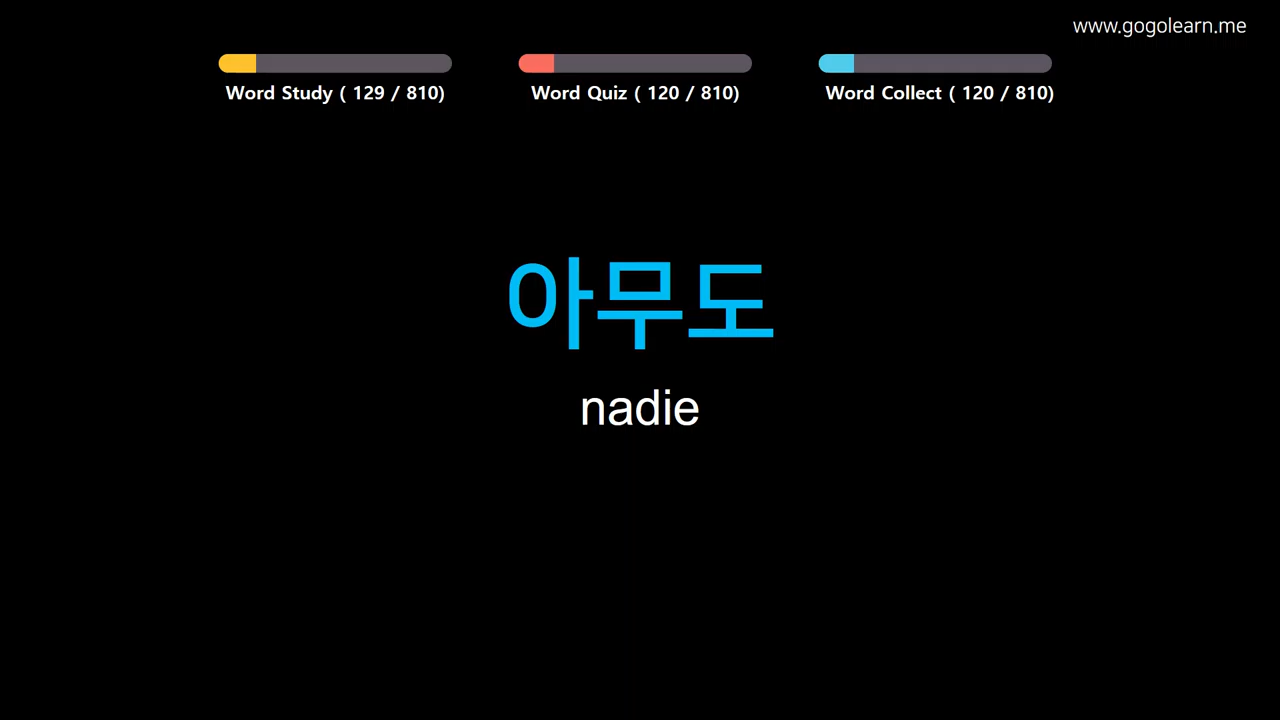 www.gogolearn.me
Word Study ( 129 / 810)
Word Quiz ( 120 / 810)
Word Collect ( 120 / 810)
아무도
nadie